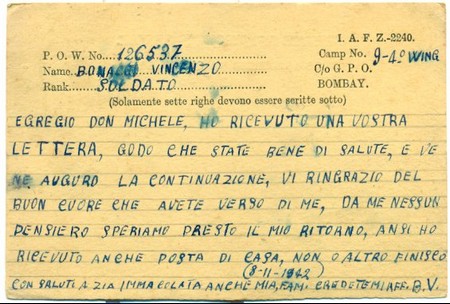 I. A. F. Z.-2240.
P. O. W. No. 126537 Camp No. 9-4° WING
Name BONACCI VINCENZO C/o G. P. O.
Rank SOLDATO BOMBAY.
(Solamente sette righe devono essere scritte sotto)
EGREGIO DON MICHELE, HO RICEVUTO UNA VOSTRA
LETTERA, GODO CHE STATE BENE DI SALUTE, E VE
NE AUGURO LA CONTINUAZIONE, VI RINGRAZIO DEL
BUON CUORE CHE AVETE VERSO DI ME, DA ME NESSUN
PENSIERO SPERIAMO PRESTO IL MIO RITORNO, ANSI HO
RICEVUTO ANCHE POSTA DI CASA, NON O ALTRO FINISCO
(8-11-1942)
CON SALUTI A ZIA IMMACOLATA ANCHE MIA, FAM. CREDETEMI AFF. B.V.